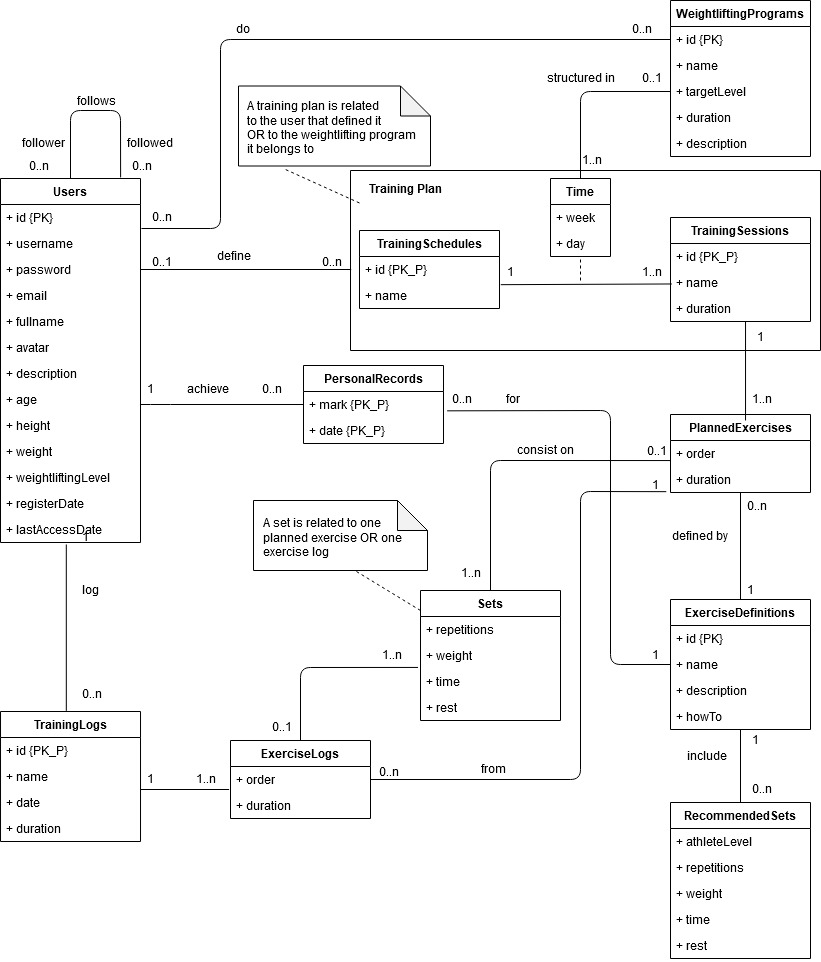 do
0..n
WeightliftingPrograms
+ id {PK}
+ name
+ targetLevel
+ duration
+ description
structured in
0..1
1..n
follows
follower
followed
0..n
0..n
A training plan is related
to the user that defined it
OR to the weightlifting program
it belongs to
Users
+ id {PK}
+ username
+ password
+ email
+ fullname
+ avatar
+ description
+ age
+ height
+ weight
+ weightliftingLevel
+ registerDate
+ lastAccessDate
0..n
0..1
define
0..n
Training Plan
Time
+ week
+ day
TrainingSchedules
+ id {PK_P}
+ name
1
1..n
TrainingSessions
+ id {PK_P}
+ name
+ duration
1
1..n
1
achieve
0..n
PersonalRecords
+ mark {PK_P}
+ date {PK_P}
0..n
for
1
PlannedExercises
+ order
+ duration
consist on
0..1
1
1..n
0..n
defined by
1
A set is related to one
planned exercise OR one
exercise log
Sets
+ repetitions
+ weight
+ time
+ rest
ExerciseDefinitions
+ id {PK}
+ name
+ description
+ howTo
log
0..n
1..n
0..1
TrainingLogs
+ id {PK_P}
+ name
+ date
+ duration
1
1..n
ExerciseLogs
+ order
+ duration
0..n
from
1
include
0..n
RecommendedSets
+ athleteLevel
+ repetitions
+ weight
+ time
+ rest